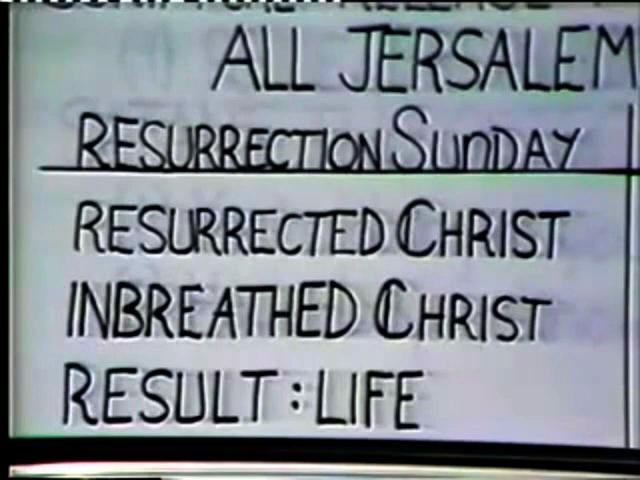 ALL JERSALEM
RESURRECTION SUNDAY
RESURRECTED CHRIST
INBREATHED CHRIST
RESULT : LIFE